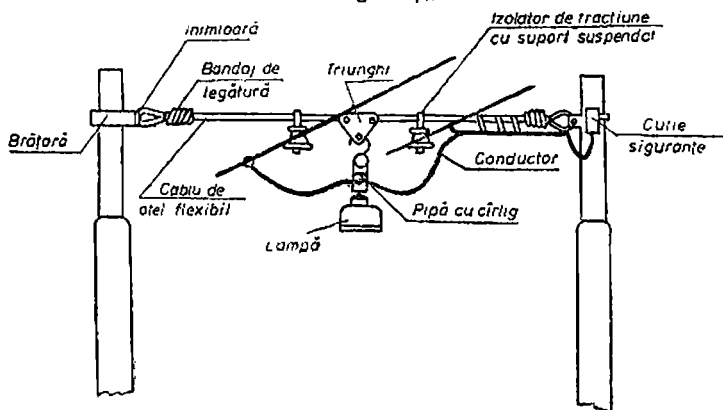 Inimioară
Izolator de tracțiune
cu suport suspendat
Bandaj de
legătură
Triunghi
Brățară
Cutie
siguranțe
Conductor
Cablu de
oțel flexibil
Pipă cu cîrlig
Lampă